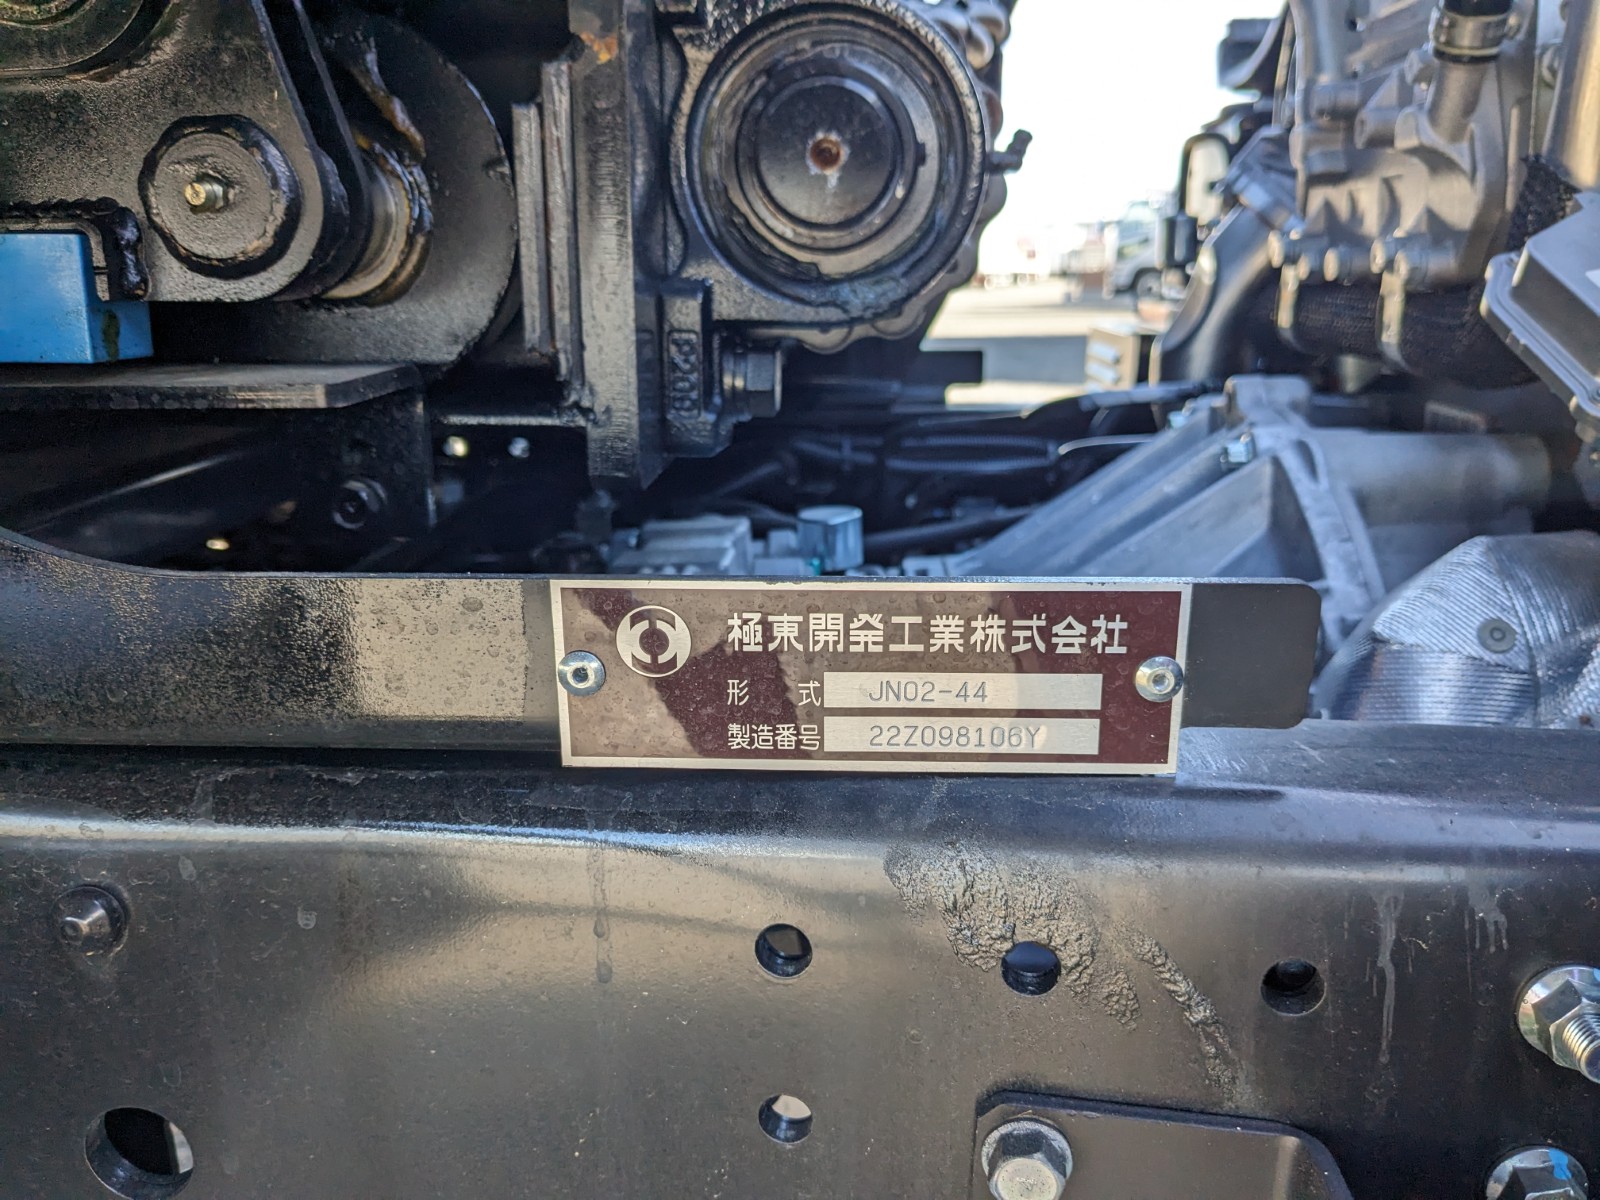 極東開発工業株式会社
形 式 JN02-44
製造番号 22Z098106Y